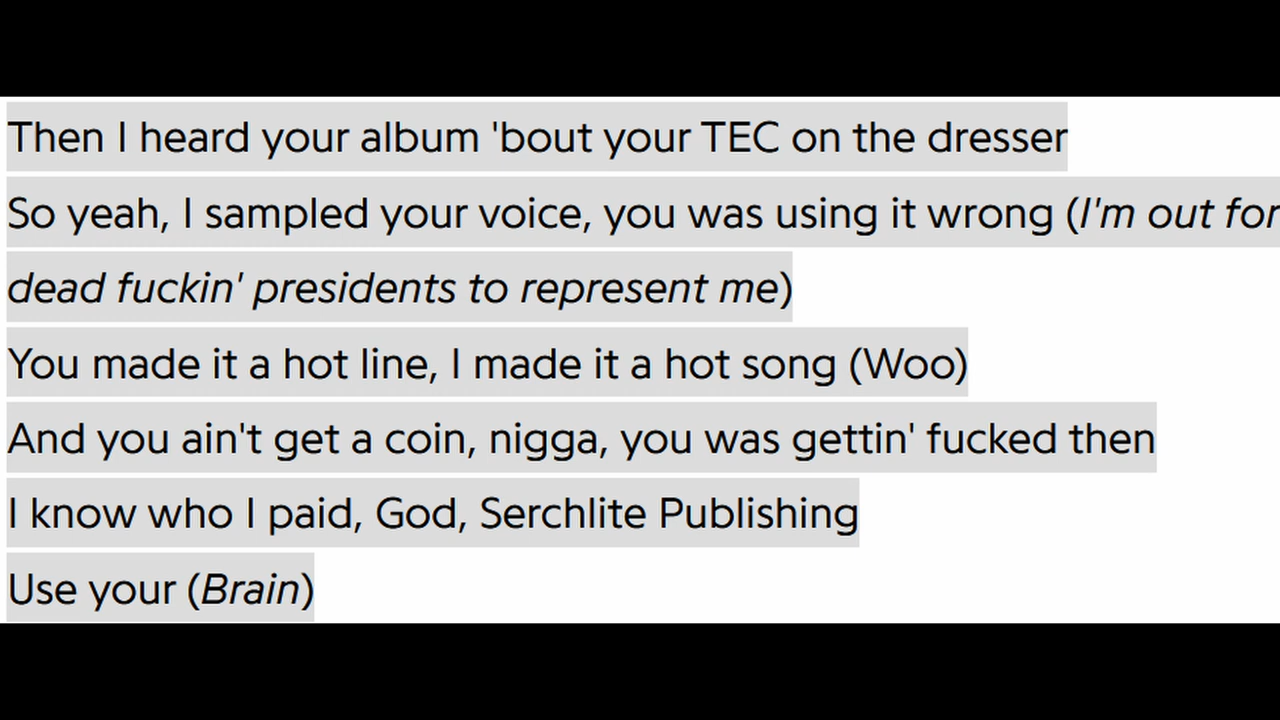 Then I heard your album 'bout your TEC on the dresser
So yeah, I sampled your voice, you was using it wrong (I'm out for
dead fuckin' presidents to represent me)
You made it a hot line, I made it a hot song (Woo)
And you ain't get a coin, nigga, you was gettin' fucked then
I know who I paid, God, Serchlite Publishing
Use your (Brain)